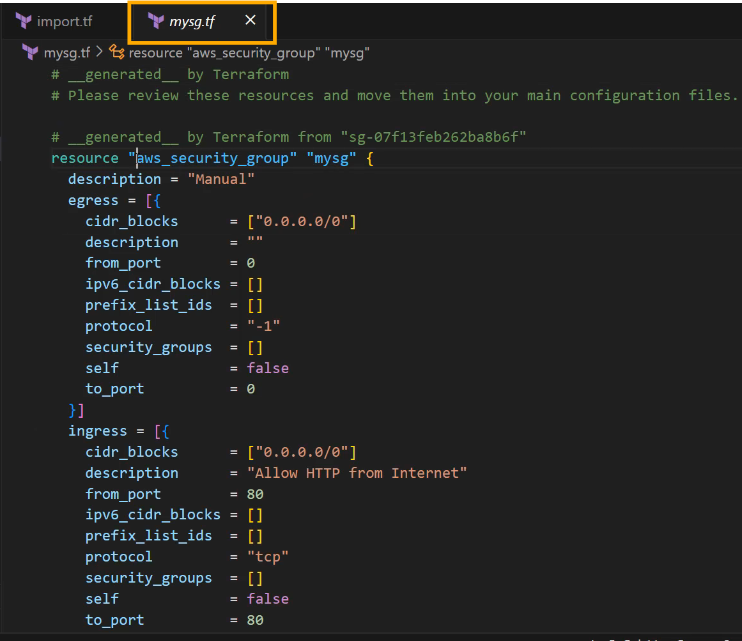 import.tf
mysg.tf
mysg.tf > resource "aws_security_group" "mysg"
# __generated__ by Terraform
# Please review these resources and move them into your main configuration files.
# __generated__ by Terraform from "sg-07f13feb262ba8b6f"
resource "aws_security_group" "mysg" {
description = "Manual"
egress = [{
cidr_blocks = ["0.0.0.0/0"]
description = ""
from_port = 0
ipv6_cidr_blocks = []
prefix_list_ids = []
protocol = "-1"
security_groups = []
self = false
to_port = 0
}]
ingress = [{
cidr_blocks = ["0.0.0.0/0"]
description = "Allow HTTP from Internet"
from_port = 80
ipv6_cidr_blocks = []
prefix_list_ids = []
protocol = "tcp"
security_groups = []
self = false
to_port = 80